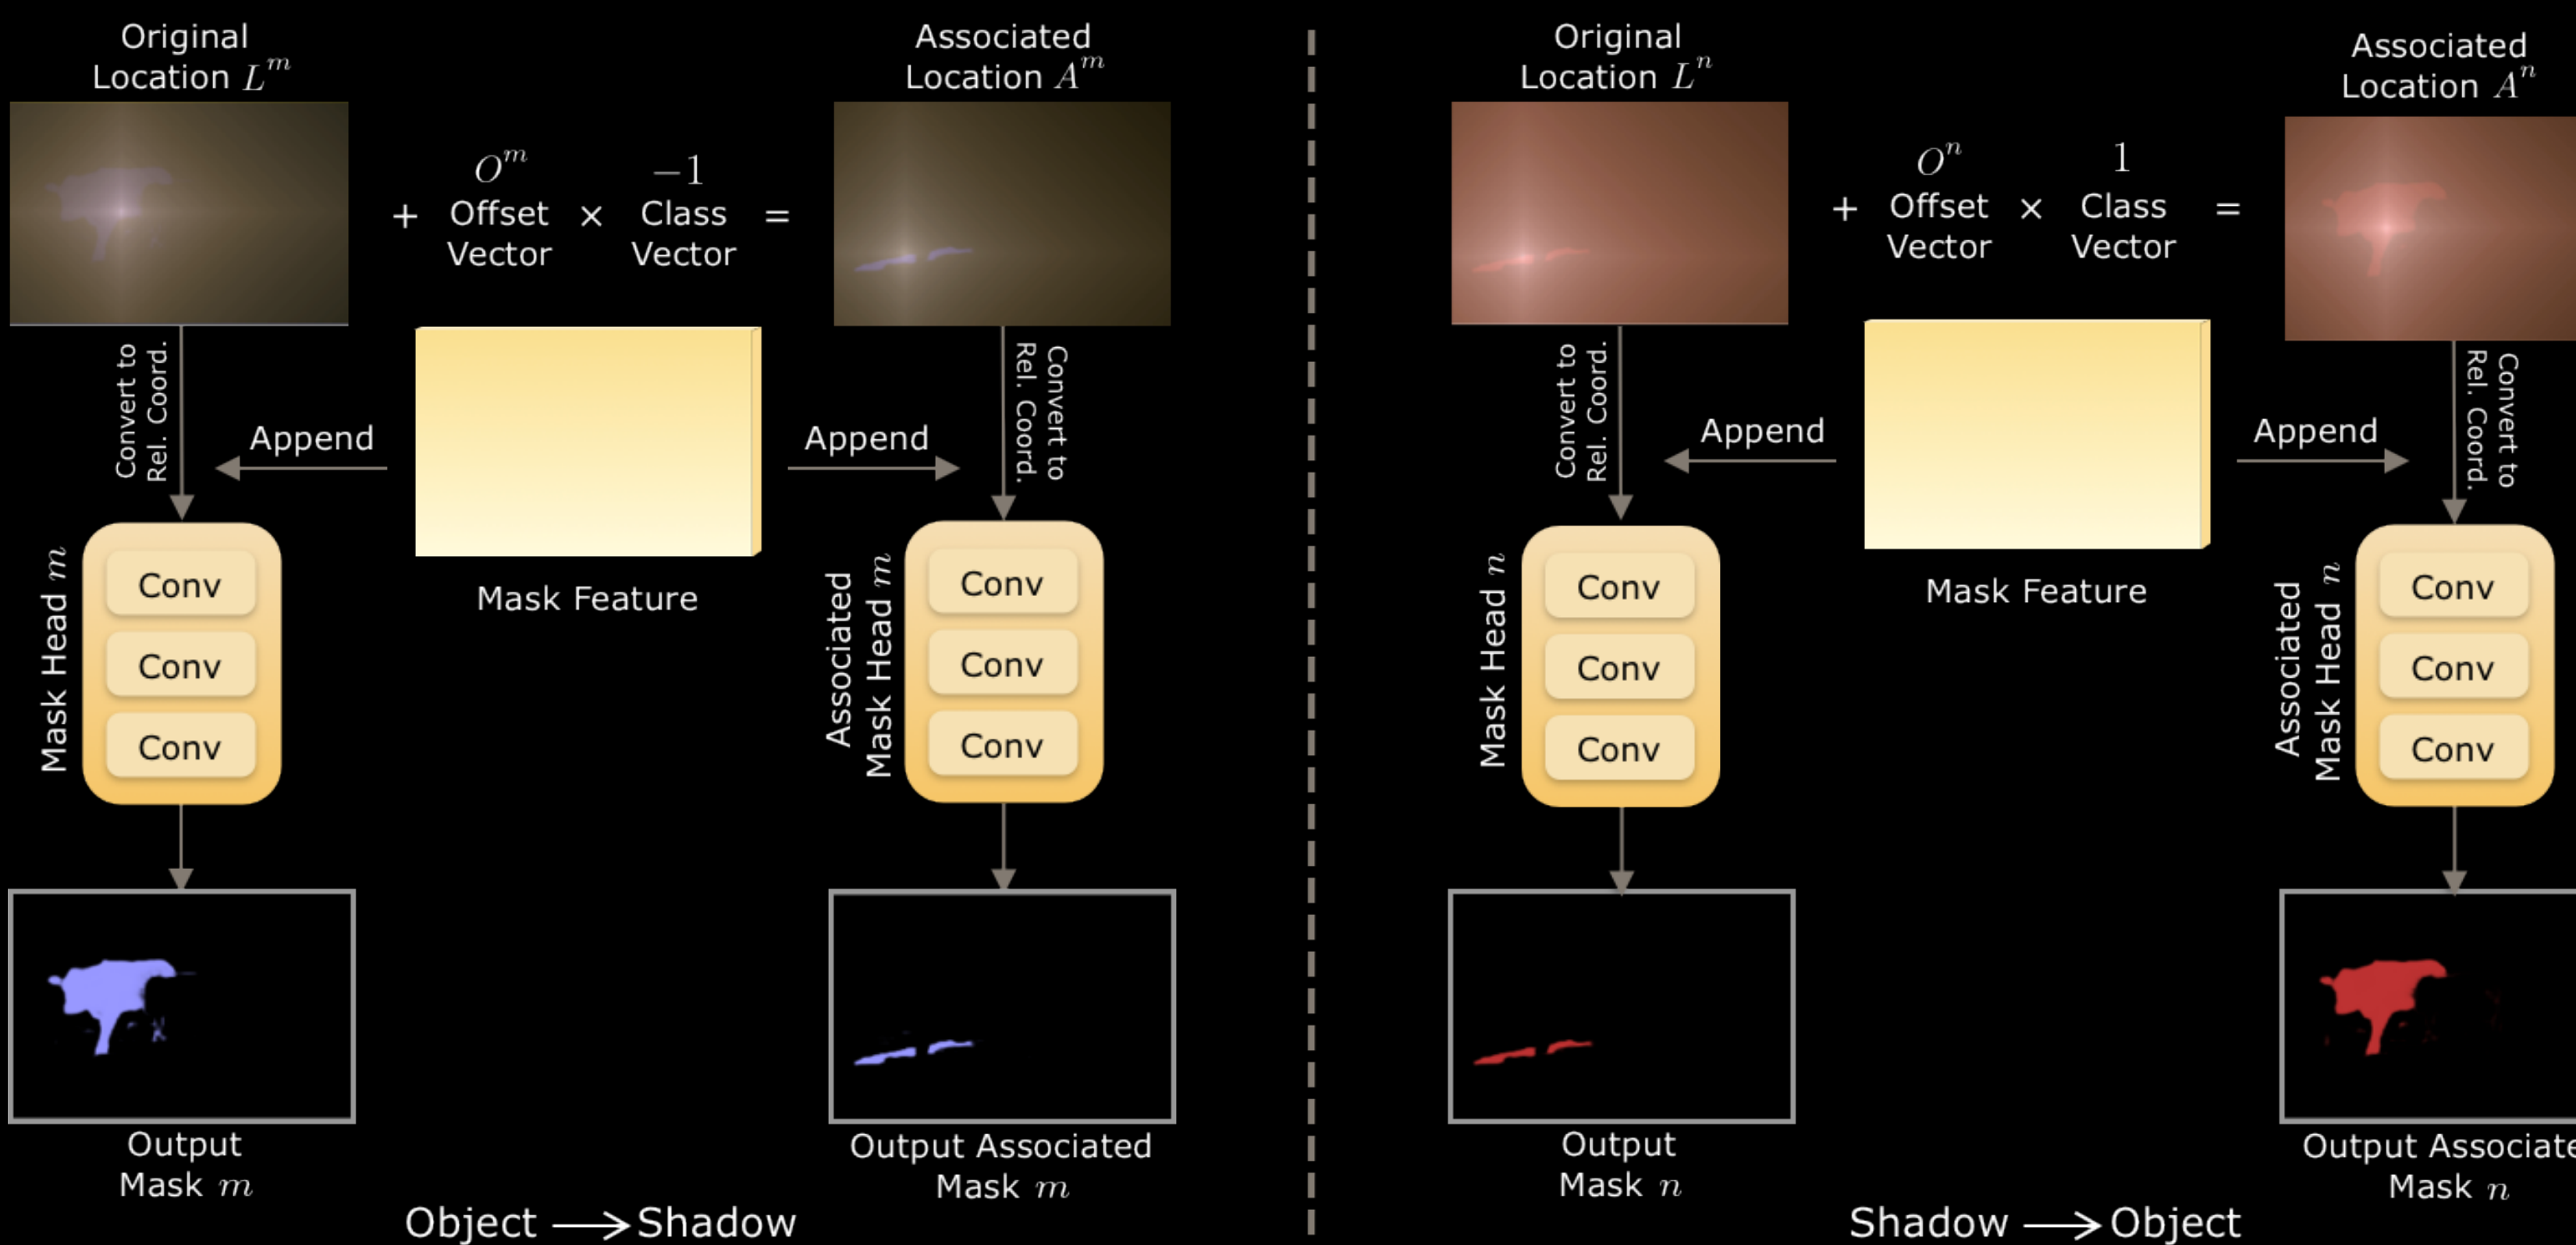 Original
Location L^m
Associated
Location A^m
O^m
-1
+ Offset × Class =
Vector Vector
Convert to
Rel. Coord.
Append
Append
Convert to
Rel. Coord.
Mask Feature
Mask Head m
Conv
Conv
Conv
Associated
Mask Head m
Conv
Conv
Conv
Output
Mask m
Output Associated
Mask m
Object → Shadow
Original
Location L^n
Associated
Location A^n
O^n
1
+ Offset × Class =
Vector Vector
Convert to
Rel. Coord.
Append
Append
Convert to
Rel. Coord.
Mask Feature
Mask Head n
Conv
Conv
Conv
Associated
Mask Head n
Conv
Conv
Conv
Output
Mask n
Output Associate
Mask n
Shadow → Object